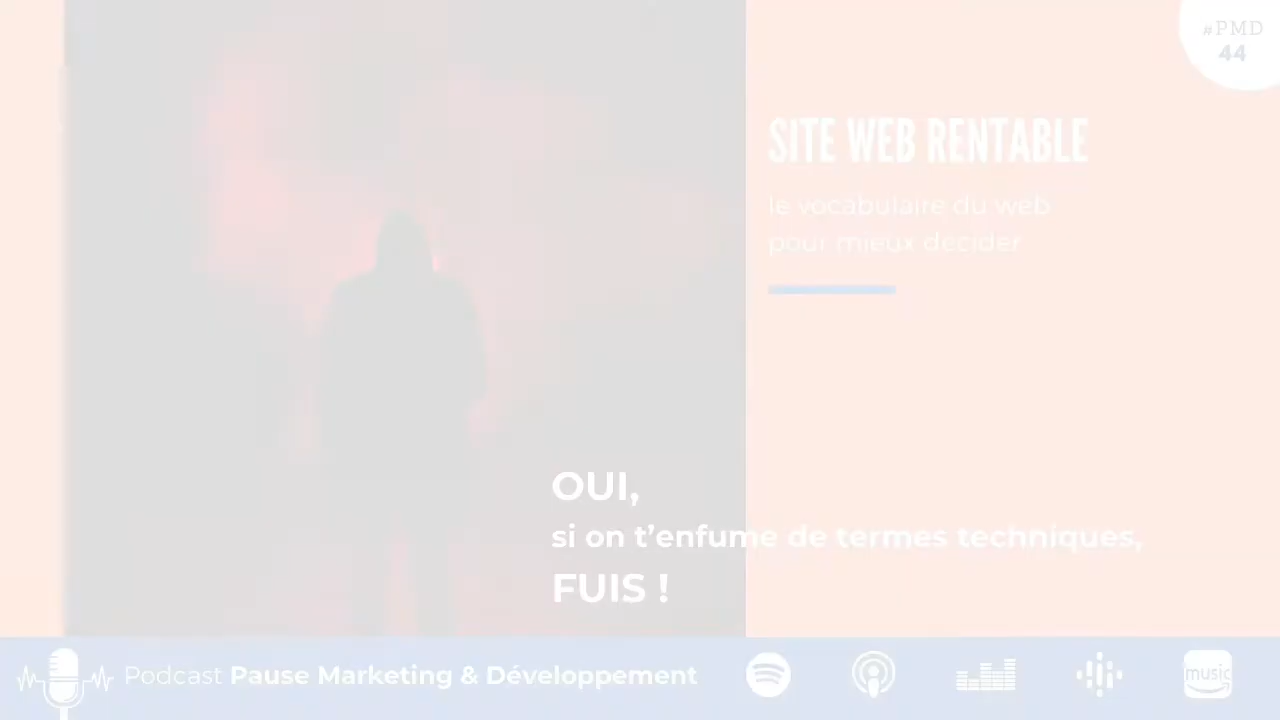 #PMD
44
SITE WEB RENTABLE
le vocabulaire du web
pour mieux décider
OUI,
si on t’enfume de termes techniques,
FUIS !
Podcast Pause Marketing & Développement
music